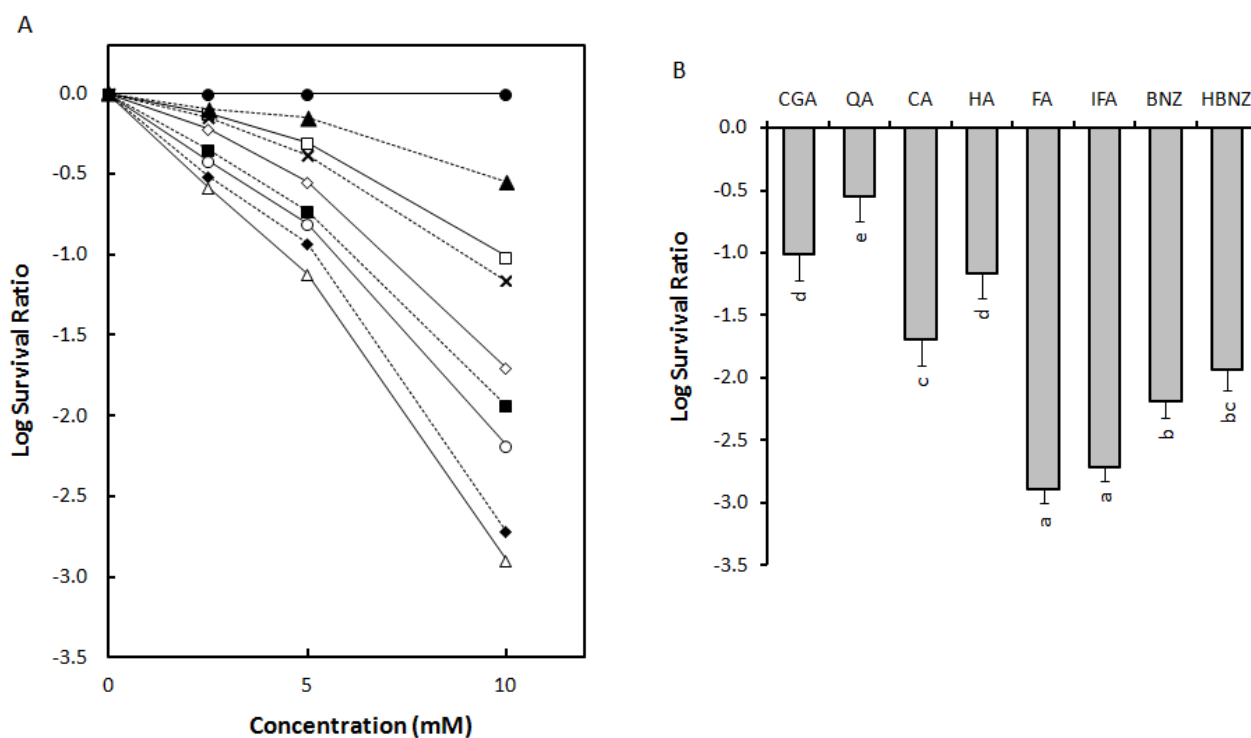 A
0.0
-0.5
-1.0
-1.5
-2.0
-2.5
-3.0
-3.5
Log Survival Ratio
0 5 10
Concentration (mM)
B
CGA QA CA HA FA IFA BNZ HBNZ
0.0
-0.5
-1.0
-1.5
-2.0
-2.5
-3.0
-3.5
Log Survival Ratio
d
e
c
d
a
a
b
bc